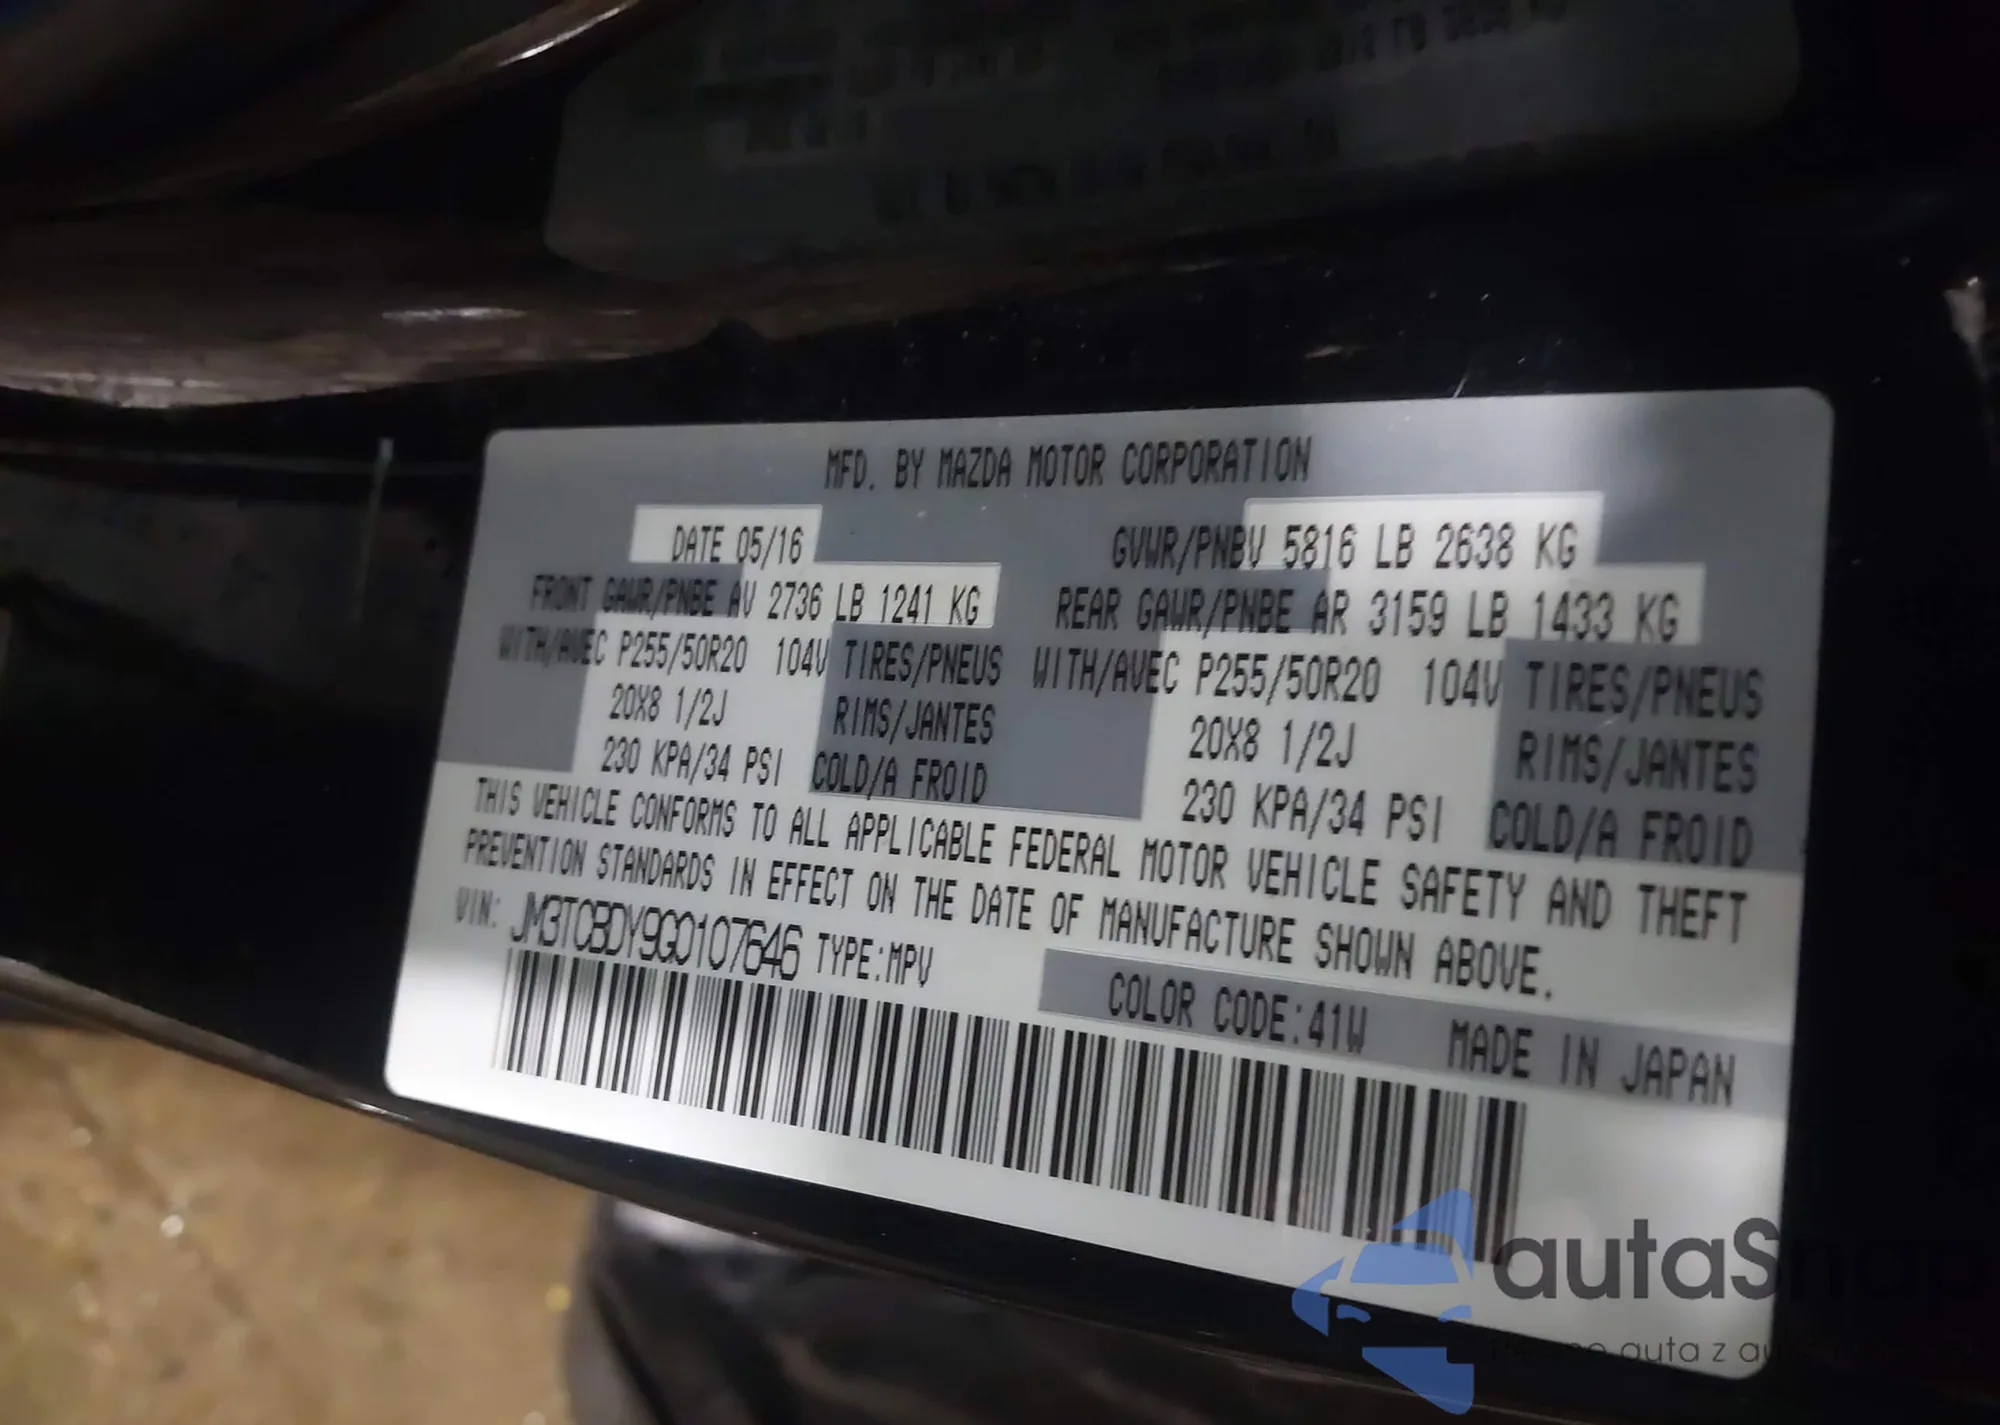 MFD. BY MAZDA MOTOR CORPORATION
DATE 05/16 GVWR/PNBV 5816 LB 2638 KG
FRONT GAWR/PNBE AV 2736 LB 1241 KG REAR GAWR/PNBE AR 3159 LB 1433 KG
WITH/AVEC P255/50R20 104V TIRES/PNEUS WITH/AVEC P255/50R20 104V TIRES/PNEUS
20X8 1/2J RIMS/JANTES 20X8 1/2J RIMS/JANTES
230 KPA/34 PSI COLD/A FROID 230 KPA/34 PSI COLD/A FROID
THIS VEHICLE CONFORMS TO ALL APPLICABLE FEDERAL MOTOR VEHICLE SAFETY AND THEFT
PREVENTION STANDARDS IN EFFECT ON THE DATE OF MANUFACTURE SHOWN ABOVE.
VIN: JM3TCBDY9G0107646 TYPE:MPV
COLOR CODE:41W MADE IN JAPAN
autaSnap
auta z